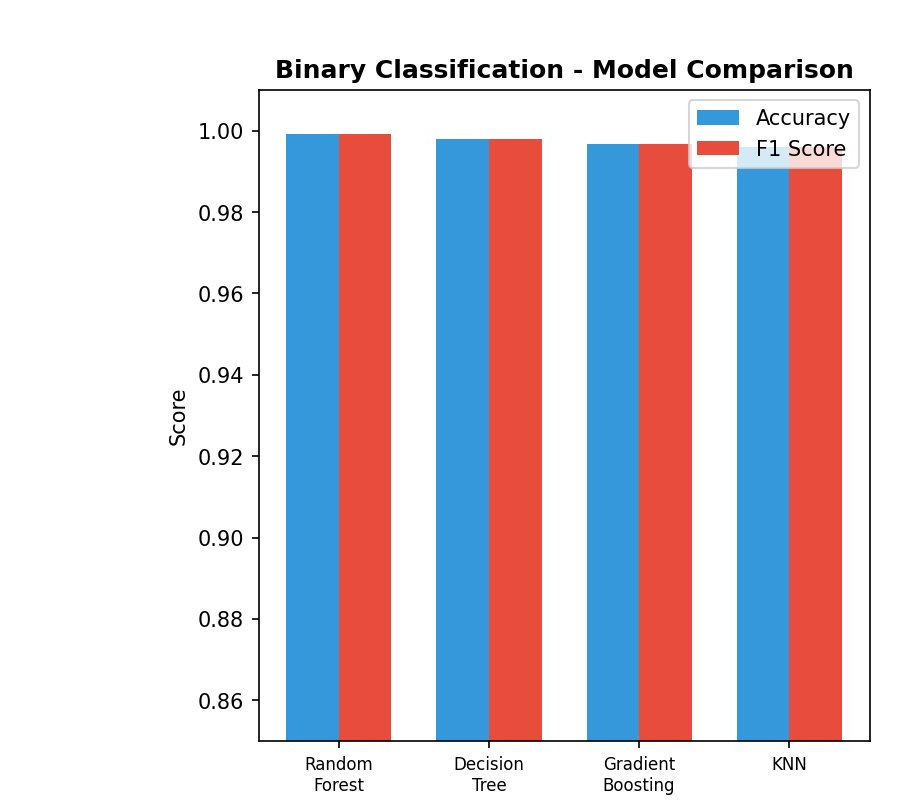 Binary Classification - Model Comparison
Accuracy
F1 Score
Score
1.00
0.98
0.96
0.94
0.92
0.90
0.88
0.86
Random
Forest
Decision
Tree
Gradient
Boosting
KNN